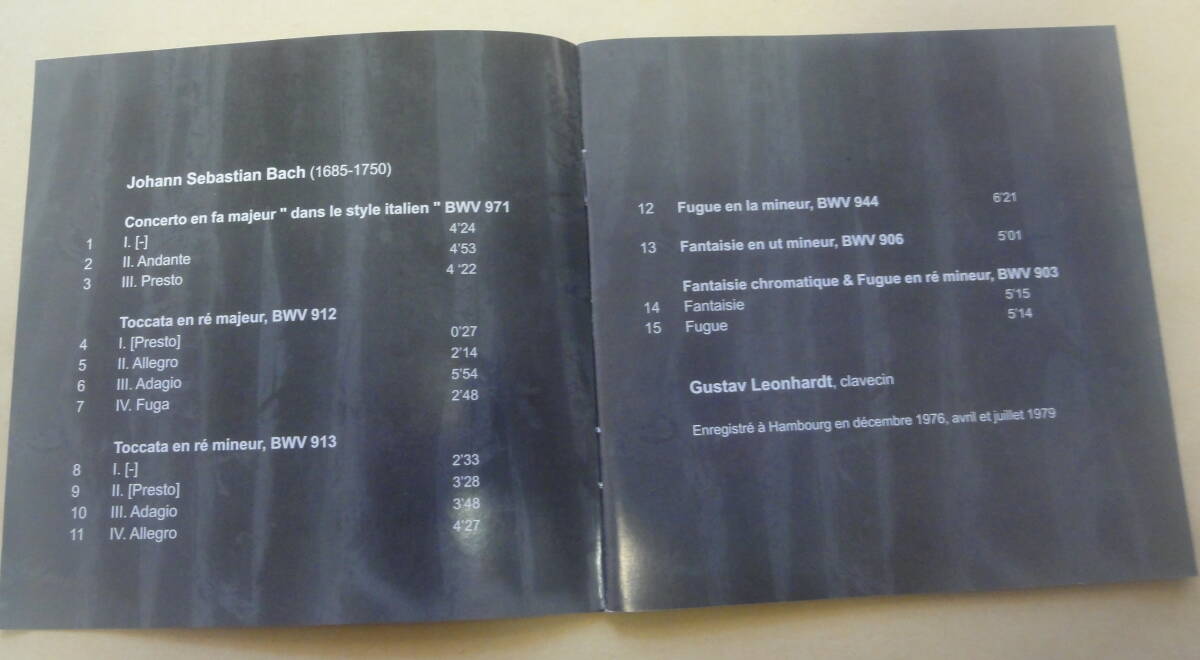 Johann Sebastian Bach (1685-1750)
Concerto en fa majeur " dans le style italien " BWV 971
1 I. [-] 4'24
2 II. Andante 4'53
3 III. Presto 4 '22
Toccata en ré majeur, BWV 912
4 I. [Presto] 0'27
5 II. Allegro 2'14
6 III. Adagio 5'54
7 IV. Fuga 2'48
Toccata en ré mineur, BWV 913
8 I. [-] 2'33
9 II. [Presto] 3'28
10 III. Adagio 3'48
11 IV. Allegro 4'27
12 Fugue en la mineur, BWV 944 6'21
13 Fantaisie en ut mineur, BWV 906 5'01
Fantaisie chromatique & Fugue en ré mineur, BWV 903
14 Fantaisie 5'15
15 Fugue 5'14
Gustav Leonhardt, clavecin
Enregistré à Hambourg en décembre 1976, avril et juillet 1979